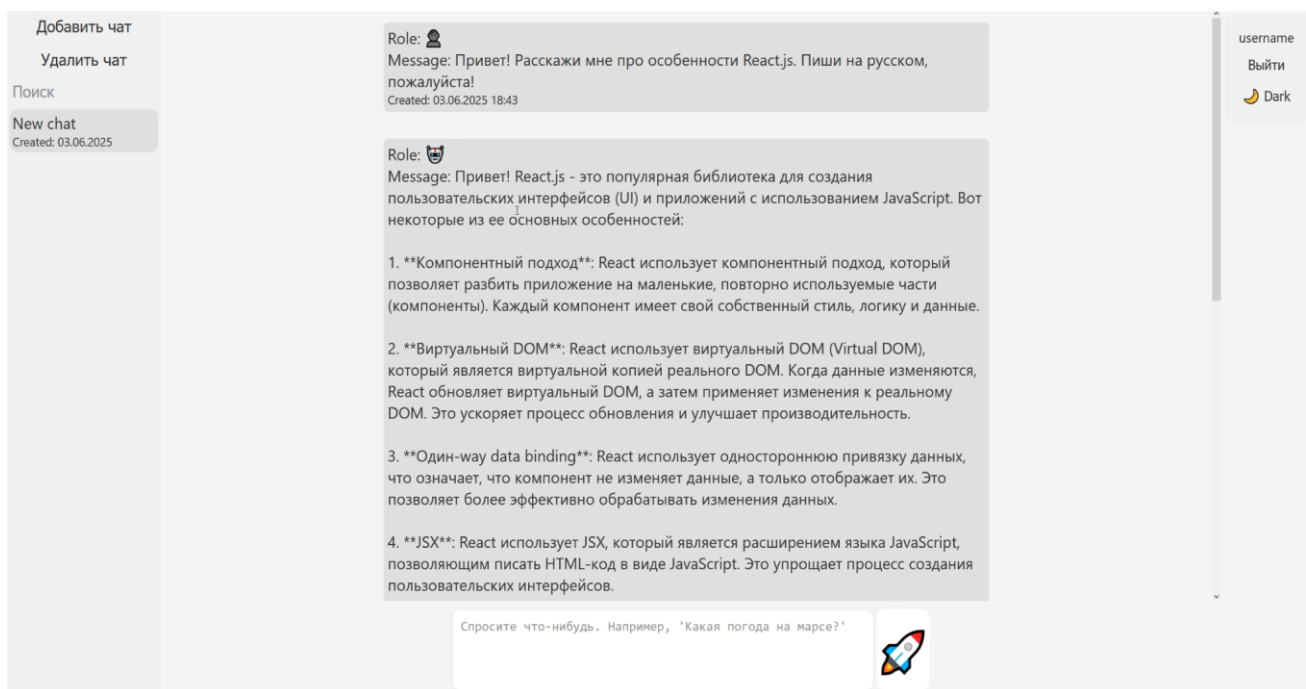 Добавить чат
Удалить чат
Поиск
New chat
Created: 03.06.2025
Role:
Message: Привет! Расскажи мне про особенности React.js. Пиши на русском,
пожалуйста!
Created: 03.06.2025 18:43
Role:
Message: Привет! React.js - это популярная библиотека для создания
пользовательских интерфейсов (UI) и приложений с использованием JavaScript. Вот
некоторые из ее основных особенностей:
1. **Компонентный подход**: React использует компонентный подход, который
позволяет разбить приложение на маленькие, повторно используемые части
(компоненты). Каждый компонент имеет свой собственный стиль, логику и данные.
2. **Виртуальный DOM**: React использует виртуальный DOM (Virtual DOM),
который является виртуальной копией реального DOM. Когда данные изменяются,
React обновляет виртуальный DOM, а затем применяет изменения к реальному
DOM. Это ускоряет процесс обновления и улучшает производительность.
3. **Один-way data binding**: React использует одностороннюю привязку данных,
что означает, что компонент не изменяет данные, а только отображает их. Это
позволяет более эффективно обрабатывать изменения данных.
4. **JSX**: React использует JSX, который является расширением языка JavaScript,
позволяющим писать HTML-код в виде JavaScript. Это упрощает процесс создания
пользовательских интерфейсов.
Спросите что-нибудь. Например, 'Какая погода на марсе?'
username
Выйти
Dark